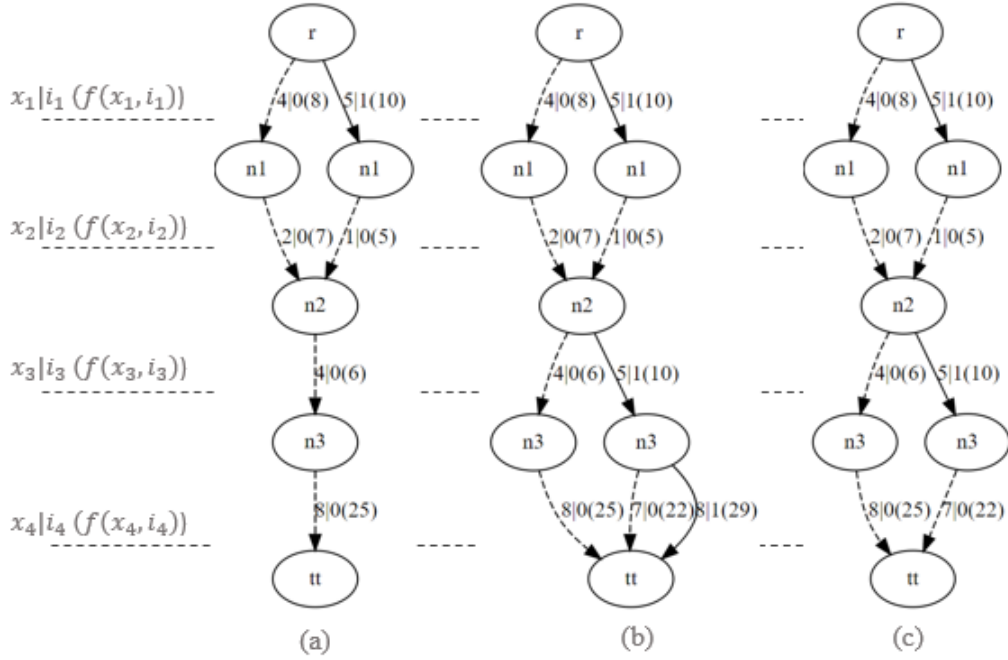 r r r
x₁|i₁ (f(x₁, i₁)) 4|0(8) 5|1(10) 4|0(8) 5|1(10) 4|0(8) 5|1(10)
n1 n1 n1 n1 n1 n1
x₂|i₂ (f(x₂, i₂)) 2|0(7) 1|0(5) 2|0(7) 1|0(5) 2|0(7) 1|0(5)
n2 n2 n2
x₃|i₃ (f(x₃, i₃)) 4|0(6) 4|0(6) 5|1(10) 4|0(6) 5|1(10)
n3 n3 n3 n3 n3
x₄|i₄ (f(x₄, i₄)) 8|0(25) 8|0(25) 7|0(22) 8|1(29) 8|0(25) 7|0(22)
tt tt tt
(a) (b) (c)